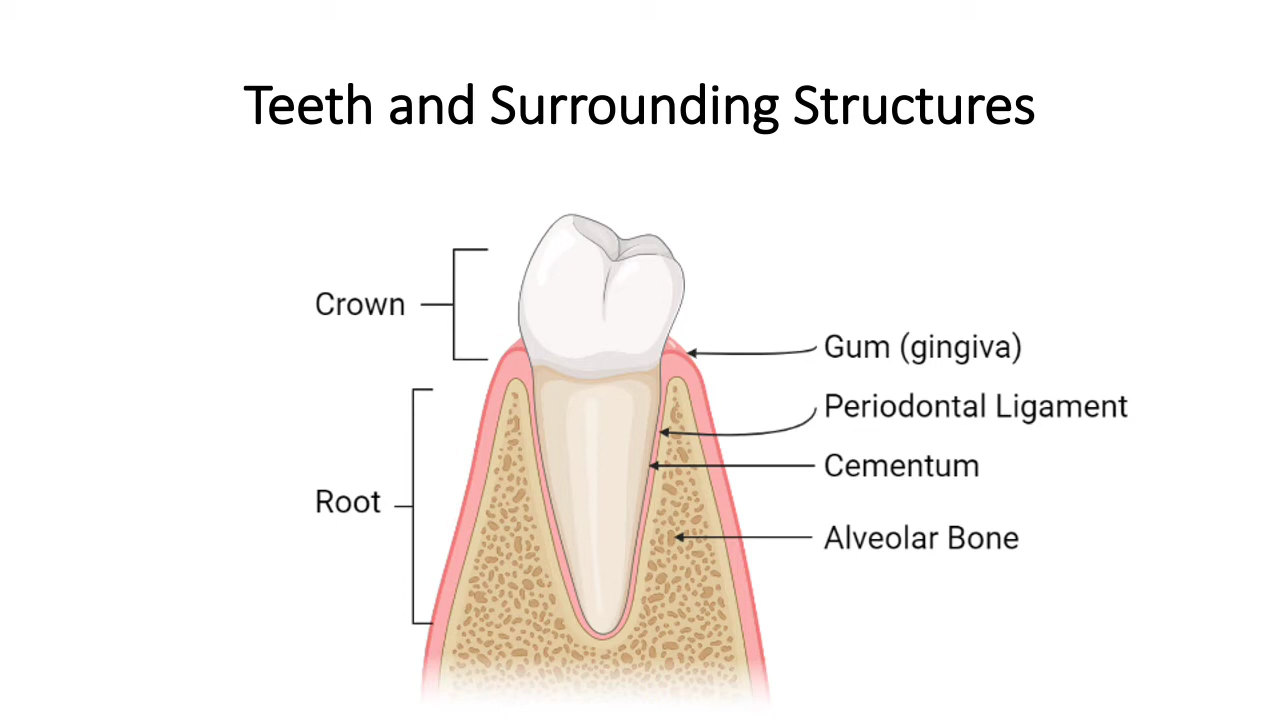 Teeth and Surrounding Structures
Crown
Gum (gingiva)
Periodontal Ligament
Cementum
Root
Alveolar Bone